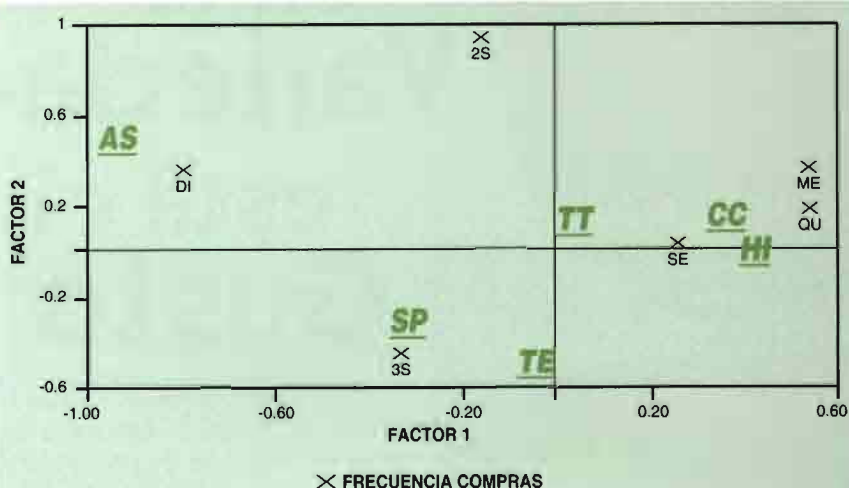 1
2S
0.6
AS
DI
ME
FACTOR 2
0.2
TT
CC
QU
SE
HI
-0.2
SP
3S
TE
-0.6
-1.00
-0.60
-0.20
0.20
0.60
FACTOR 1
× FRECUENCIA COMPRAS